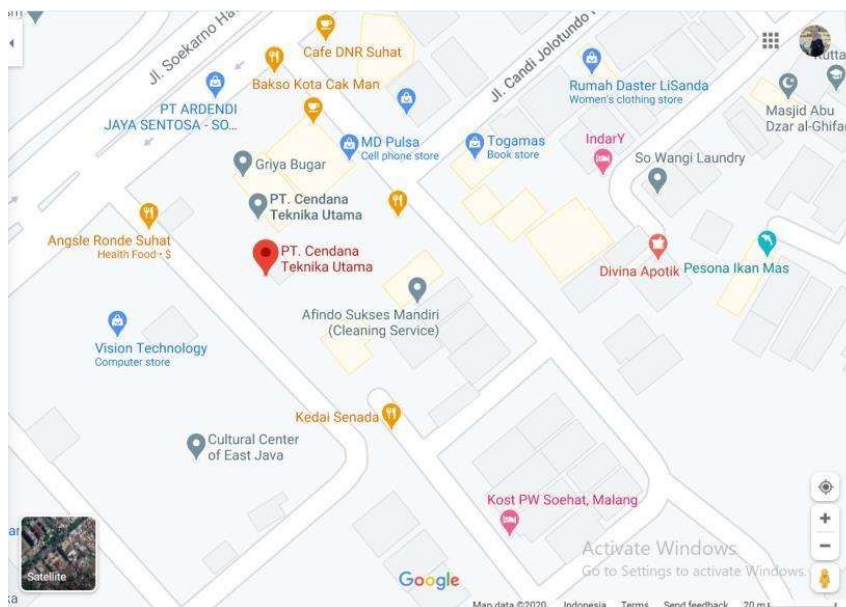 Jl. Soekarno Ha
Cafe DNR Suhat
Bakso Kota Cak Man
Jl. Candi Jolotundo
PT ARDENDI
JAYA SENTOSA - SO...
Rumah Daster LiSanda
Women's clothing store
Masjid Abu
Dzar al-Ghifar
MD Pulsa
Cell phone store
Togamas
Book store
IndarY
So Wangi Laundry
Griya Bugar
PT. Cendana
Teknika Utama
Angsle Ronde Suhat
Health Food • $
PT. Cendana
Teknika Utama
Divina Apotik
Pesona Ikan Mas
Afindo Sukses Mandiri
(Cleaning Service)
Vision Technology
Computer store
Kedai Senada
Cultural Center
of East Java
Kost PW Soehat, Malang
Satellite
Google
Activate Windows
Go to Settings to activate Windows.
Map data ©2020 Indonesia Terms Send feedback 20 m